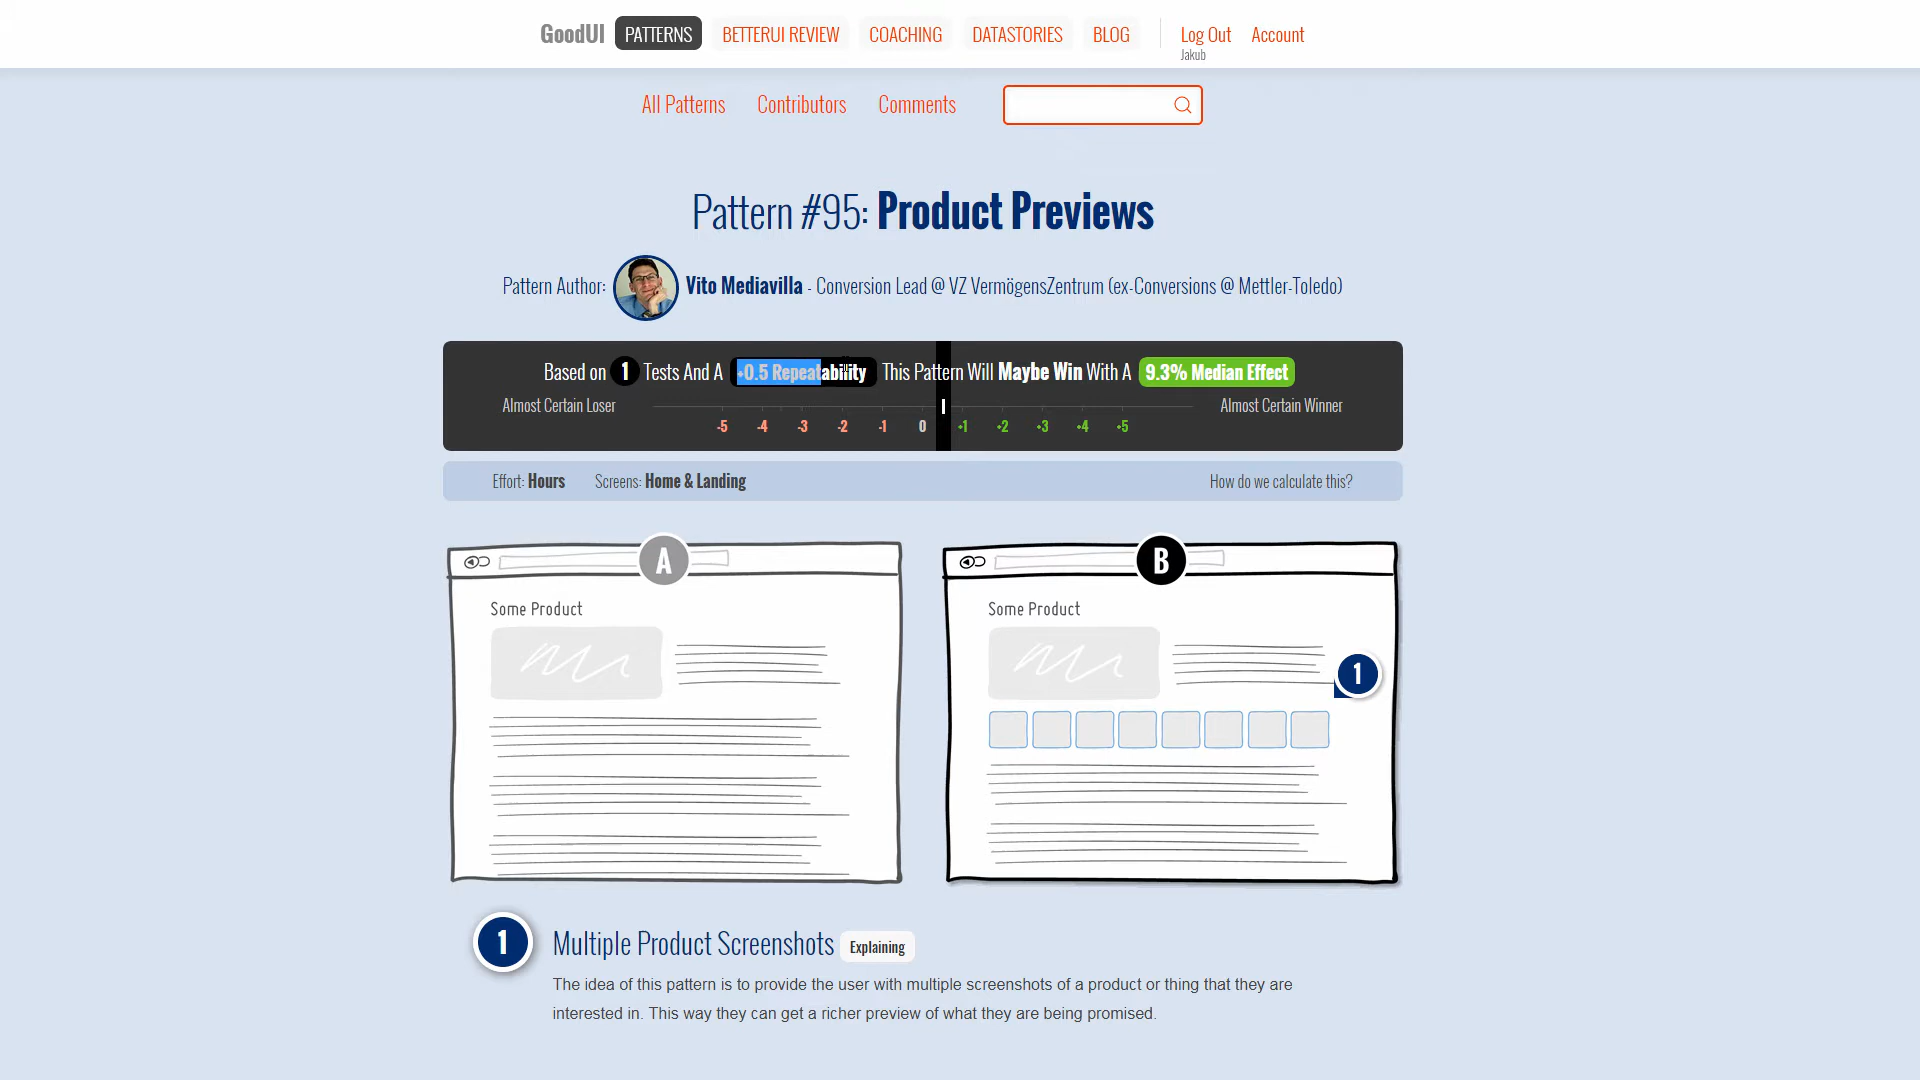 GoodUI PATTERNS BETTERUI REVIEW COACHING DATASTORIES BLOG Log Out Account
Jakub
All Patterns Contributors Comments
Pattern #95: Product Previews
Pattern Author: Vito Mediavilla - Conversion Lead @ VZ VermögensZentrum (ex-Conversions @ Mettler-Toledo)
Based on 1 Tests And A +0.5 Repeatability This Pattern Will Maybe Win With A 9.3% Median Effect
Almost Certain Loser Almost Certain Winner
-5 -4 -3 -2 -1 0 +1 +2 +3 +4 +5
Effort: Hours Screens: Home & Landing How do we calculate this?
A B
Some Product Some Product
1
1 Multiple Product Screenshots Explaining
The idea of this pattern is to provide the user with multiple screenshots of a product or thing that they are
interested in. This way they can get a richer preview of what they are being promised.